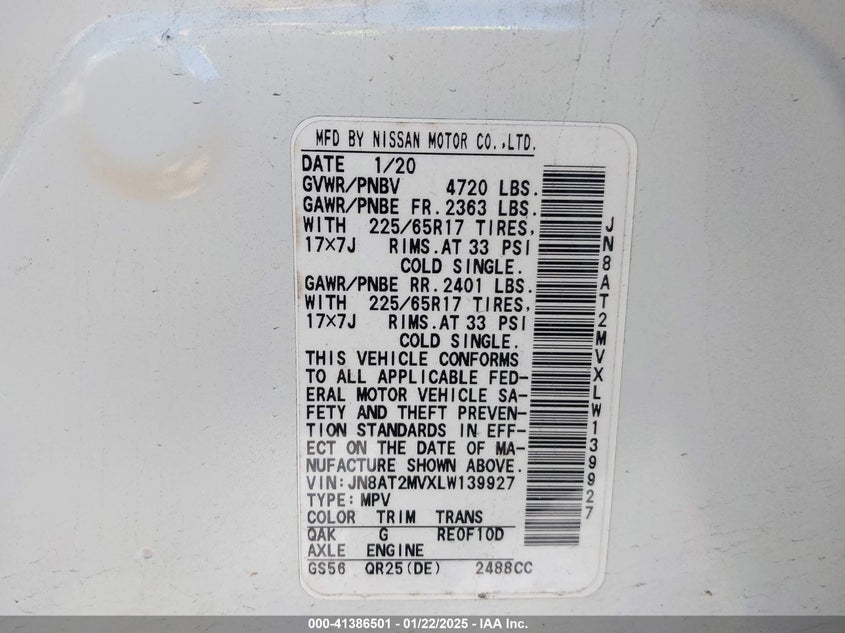 MFD BY NISSAN MOTOR CO.,LTD.
DATE 1/20
GVWR/PNBV 4720 LBS.
GAWR/PNBE FR.2363 LBS.
WITH 225/65R17 TIRES,
17×7J RIMS.AT 33 PSI
COLD SINGLE.
GAWR/PNBE RR.2401 LBS.
WITH 225/65R17 TIRES,
17×7J RIMS.AT 33 PSI
COLD SINGLE.
THIS VEHICLE CONFORMS
TO ALL APPLICABLE FED-
ERAL MOTOR VEHICLE SA-
FETY AND THEFT PREVEN-
TION STANDARDS IN EFF-
ECT ON THE DATE OF MA-
NUFACTURE SHOWN ABOVE.
VIN:JN8AT2MVXLW139927
TYPE:MPV
COLOR TRIM TRANS
QAK G RE0F10D
AXLE ENGINE
GS56 QR25(DE) 2488CC
JN8AT2MVXLW139927
000-41386501 / 01/22/2025 - IAA Inc.